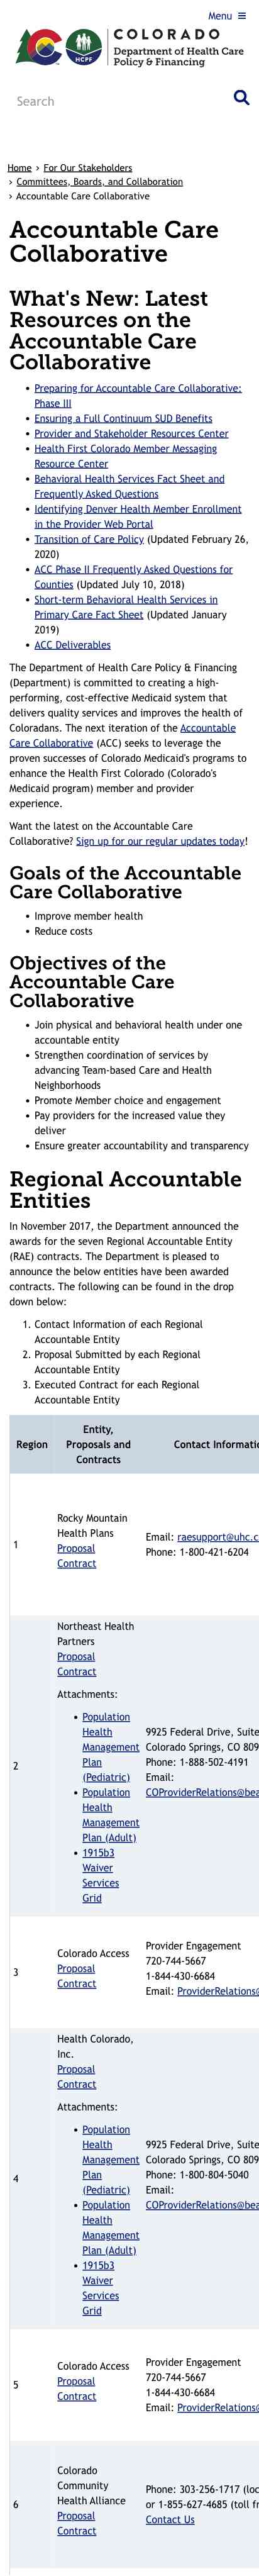 Menu ≡
COLORADO
HCPF
Department of Health Care
Policy & Financing
Search
Home › For Our Stakeholders
› Committees, Boards, and Collaboration
› Accountable Care Collaborative
Accountable Care
Collaborative
What's New: Latest
Resources on the
Accountable Care
Collaborative
• Preparing for Accountable Care Collaborative:
Phase III
• Ensuring a Full Continuum SUD Benefits
• Provider and Stakeholder Resources Center
• Health First Colorado Member Messaging
Resource Center
• Behavioral Health Services Fact Sheet and
Frequently Asked Questions
• Identifying Denver Health Member Enrollment
in the Provider Web Portal
• Transition of Care Policy (Updated February 26,
2020)
• ACC Phase II Frequently Asked Questions for
Counties (Updated July 10, 2018)
• Short-term Behavioral Health Services in
Primary Care Fact Sheet (Updated January
2019)
• ACC Deliverables
The Department of Health Care Policy & Financing
(Department) is committed to creating a high-
performing, cost-effective Medicaid system that
delivers quality services and improves the health of
Coloradans. The next iteration of the Accountable
Care Collaborative (ACC) seeks to leverage the
proven successes of Colorado Medicaid's programs to
enhance the Health First Colorado (Colorado's
Medicaid program) member and provider
experience.
Want the latest on the Accountable Care
Collaborative? Sign up for our regular updates today!
Goals of the Accountable
Care Collaborative
• Improve member health
• Reduce costs
Objectives of the
Accountable Care
Collaborative
• Join physical and behavioral health under one
accountable entity
• Strengthen coordination of services by
advancing Team-based Care and Health
Neighborhoods
• Promote Member choice and engagement
• Pay providers for the increased value they
deliver
• Ensure greater accountability and transparency
Regional Accountable
Entities
In November 2017, the Department announced the
awards for the seven Regional Accountable Entity
(RAE) contracts. The Department is pleased to
announce the below entities have been awarded
contracts. The following can be found in the drop
down below:
1. Contact Information of each Regional
Accountable Entity
2. Proposal Submitted by each Regional
Accountable Entity
3. Executed Contract for each Regional
Accountable Entity
Region
Entity,
Proposals and
Contracts
Contact Informatio
1
Rocky Mountain
Health Plans
Proposal
Contract
Email: raesupport@uhc.c
Phone: 1-800-421-6204
2
Northeast Health
Partners
Proposal
Contract
Attachments:
• Population
Health
Management
Plan
(Pediatric)
• Population
Health
Management
Plan (Adult)
• 1915b3
Waiver
Services
Grid
9925 Federal Drive, Suite
Colorado Springs, CO 809
Phone: 1-888-502-4191
Email:
COProviderRelations@bea
3
Colorado Access
Proposal
Contract
Provider Engagement
720-744-5667
1-844-430-6684
Email: ProviderRelations@
4
Health Colorado,
Inc.
Proposal
Contract
Attachments:
• Population
Health
Management
Plan
(Pediatric)
• Population
Health
Management
Plan (Adult)
• 1915b3
Waiver
Services
Grid
9925 Federal Drive, Suite
Colorado Springs, CO 809
Phone: 1-800-804-5040
Email:
COProviderRelations@bea
5
Colorado Access
Proposal
Contract
Provider Engagement
720-744-5667
1-844-430-6684
Email: ProviderRelations@
6
Colorado
Community
Health Alliance
Proposal
Contract
Phone: 303-256-1717 (loc
or 1-855-627-4685 (toll fr
Contact Us